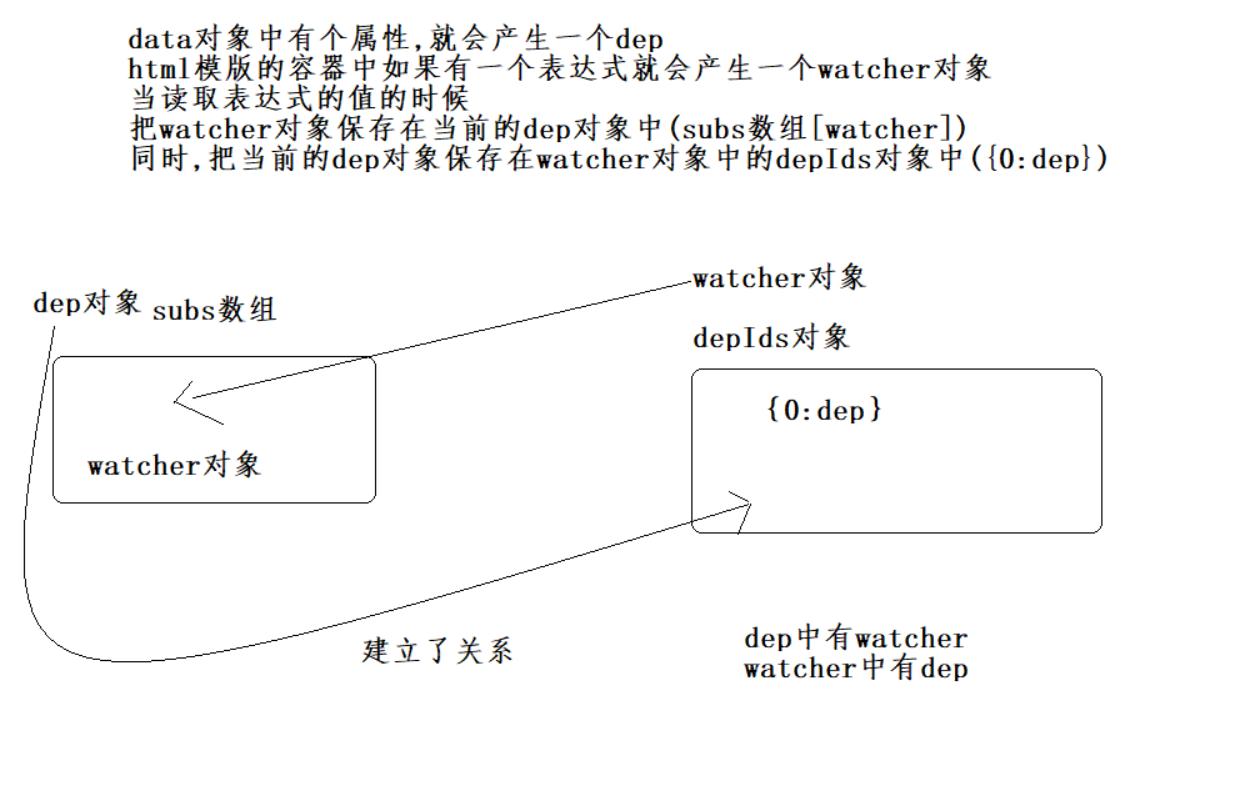 data对象中有个属性,就会产生一个dep
html模版的容器中如果有一个表达式就会产生一个watcher对象
当读取表达式的值的时候
把watcher对象保存在当前的dep对象中(subs数组[watcher])
同时,把当前的dep对象保存在watcher对象中的depIds对象中({0:dep})
watcher对象
dep对象 subs数组
depIds对象
{0:dep}
watcher对象
建立了关系
dep中有watcher
watcher中有dep